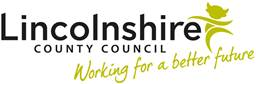 Lincolnshire
COUNTY COUNCIL
Working for a better future